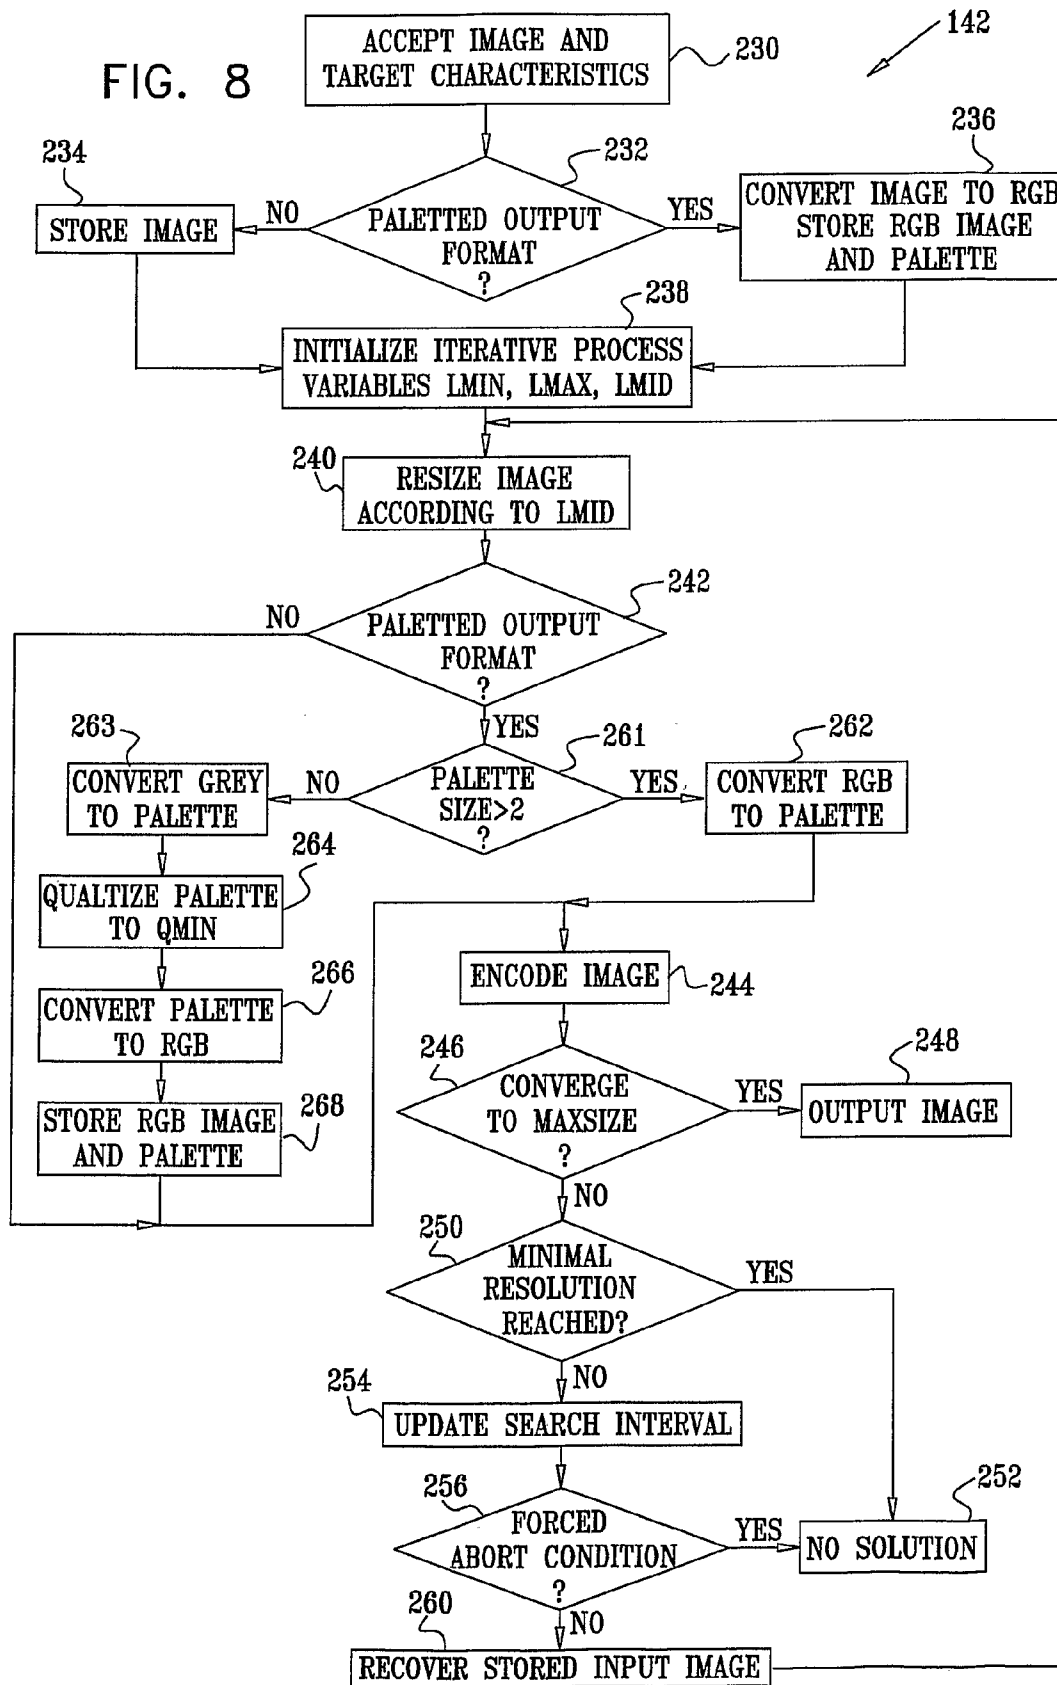 FIG. 8
142
ACCEPT IMAGE AND
TARGET CHARACTERISTICS
230
232
PALETTED OUTPUT
FORMAT
?
NO
YES
234
STORE IMAGE
236
CONVERT IMAGE TO RGB
STORE RGB IMAGE
AND PALETTE
238
INITIALIZE ITERATIVE PROCESS
VARIABLES LMIN, LMAX, LMID
240
RESIZE IMAGE
ACCORDING TO LMID
242
PALETTED OUTPUT
FORMAT
?
NO
YES
261
PALETTE
SIZE>2
?
NO
YES
262
CONVERT RGB
TO PALETTE
263
CONVERT GREY
TO PALETTE
264
QUALTIZE PALETTE
TO QMIN
266
CONVERT PALETTE
TO RGB
268
STORE RGB IMAGE
AND PALETTE
ENCODE IMAGE
244
246
CONVERGE
TO MAXSIZE
?
YES
NO
248
OUTPUT IMAGE
250
MINIMAL
RESOLUTION
REACHED?
YES
NO
254
UPDATE SEARCH INTERVAL
256
FORCED
ABORT CONDITION
?
YES
NO
252
NO SOLUTION
260
RECOVER STORED INPUT IMAGE